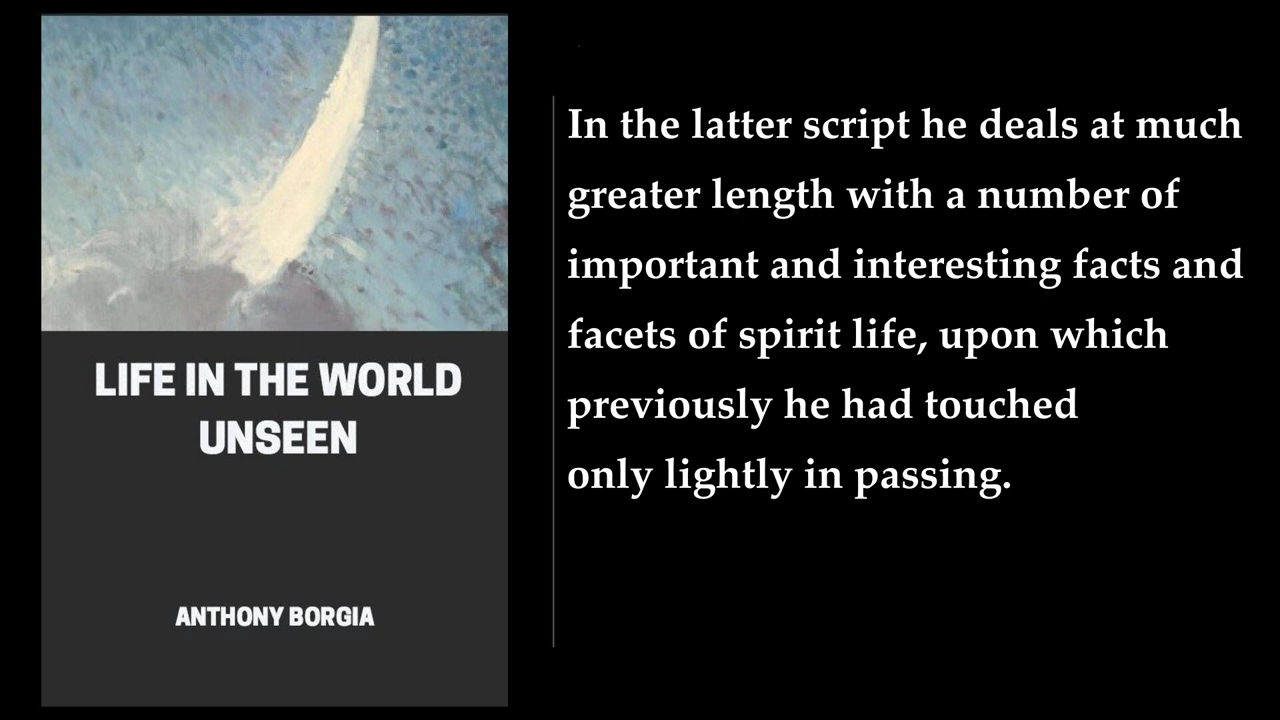 LIFE IN THE WORLD
UNSEEN
ANTHONY BORGIA
In the latter script he deals at much
greater length with a number of
important and interesting facts and
facets of spirit life, upon which
previously he had touched
only lightly in passing.